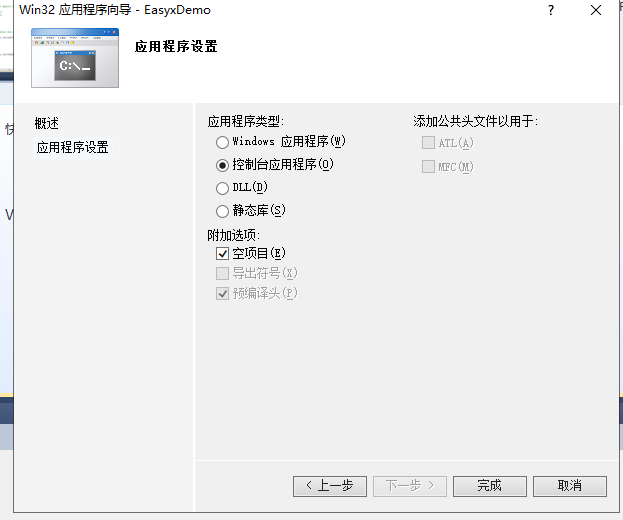 Win32 应用程序向导 - EasyxDemo
?
C:\_
应用程序设置
概述
应用程序设置
应用程序类型:
Windows 应用程序(W)
控制台应用程序(O)
DLL(D)
静态库(S)
附加选项:
空项目(E)
导出符号(X)
预编译头(P)
添加公共头文件以用于:
ATL(A)
MFC(M)
< 上一步
下一步 >
完成
取消